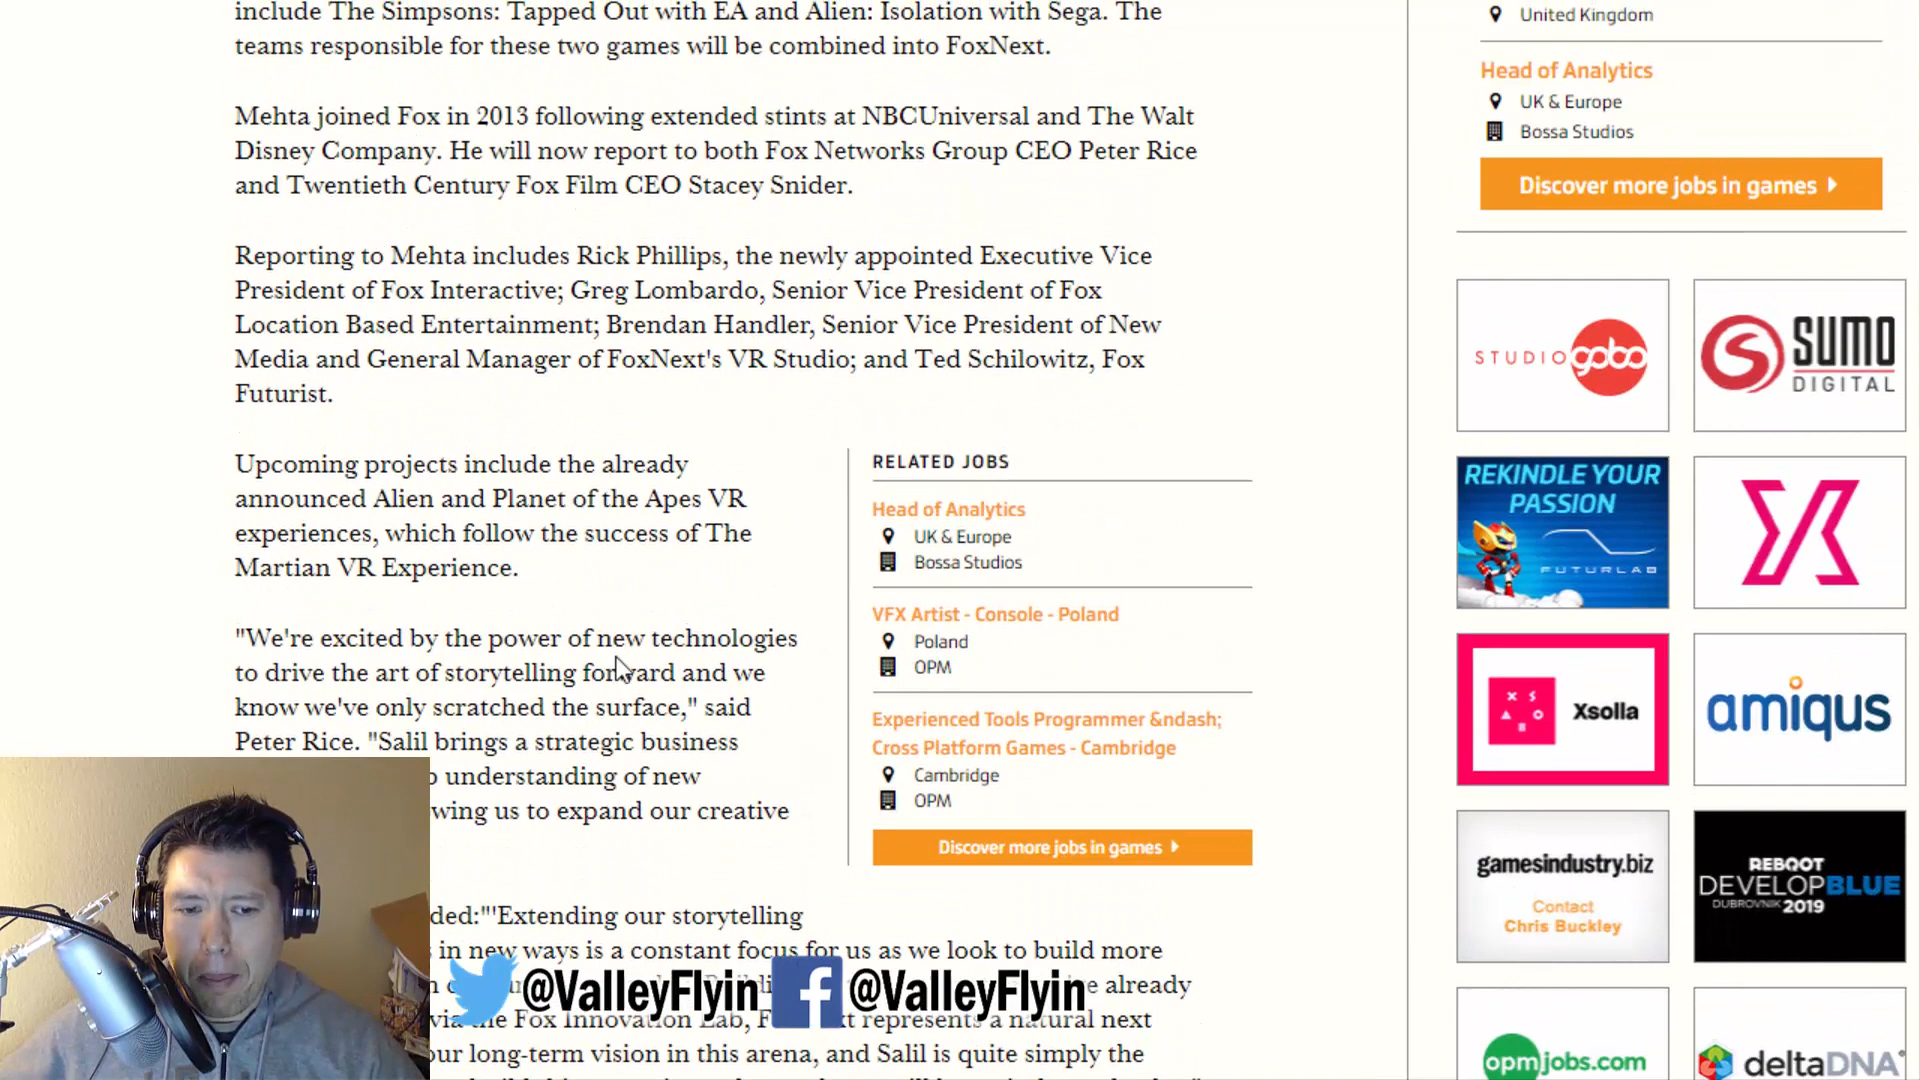 include The Simpsons: Tapped Out with EA and Alien: Isolation with Sega. The
teams responsible for these two games will be combined into FoxNext.
Mehta joined Fox in 2013 following extended stints at NBCUniversal and The Walt
Disney Company. He will now report to both Fox Networks Group CEO Peter Rice
and Twentieth Century Fox Film CEO Stacey Snider.
Reporting to Mehta includes Rick Phillips, the newly appointed Executive Vice
President of Fox Interactive; Greg Lombardo, Senior Vice President of Fox
Location Based Entertainment; Brendan Handler, Senior Vice President of New
Media and General Manager of FoxNext's VR Studio; and Ted Schilowitz, Fox
Futurist.
Upcoming projects include the already
announced Alien and Planet of the Apes VR
experiences, which follow the success of The
Martian VR Experience.
"We're excited by the power of new technologies
to drive the art of storytelling forward and we
know we've only scratched the surface," said
Peter Rice. "Salil brings a strategic business
understanding of new
wing us to expand our creative
ded:"'Extending our storytelling
in new ways is a constant focus for us as we look to build more
already
via the Fox Innovation Lab, represents a natural next
our long-term vision in this arena, and Salil is quite simply the
RELATED JOBS
Head of Analytics
UK & Europe
Bossa Studios
VFX Artist - Console - Poland
Poland
OPM
Experienced Tools Programmer &ndash;
Cross Platform Games - Cambridge
Cambridge
OPM
Discover more jobs in games
United Kingdom
Head of Analytics
UK & Europe
Bossa Studios
Discover more jobs in games
STUDIO gobo
SUMO
DIGITAL
REKINDLE YOUR
PASSION
FUTURLAB
XSOLLA
Xsolla
amiqus
gamesindustry.biz
Contact
Chris Buckley
REBOOT
DEVELOPBLUE
DUBROVNIK 2019
opmjobs.com
deltaDNA
@ValleyFlyin
@ValleyFlyin